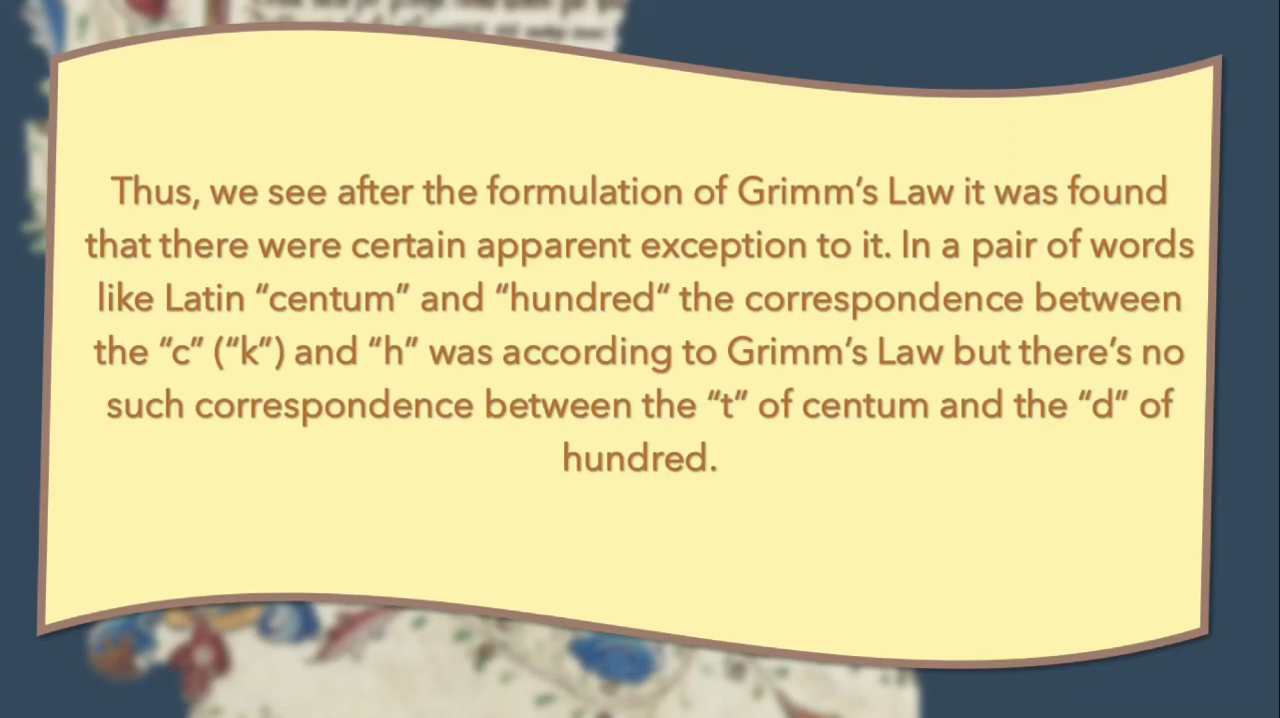 Thus, we see after the formulation of Grimm’s Law it was found
that there were certain apparent exception to it. In a pair of words
like Latin “centum” and “hundred“ the correspondence between
the “c” (“k”) and “h” was according to Grimm’s Law but there’s no
such correspondence between the “t” of centum and the “d” of
hundred.